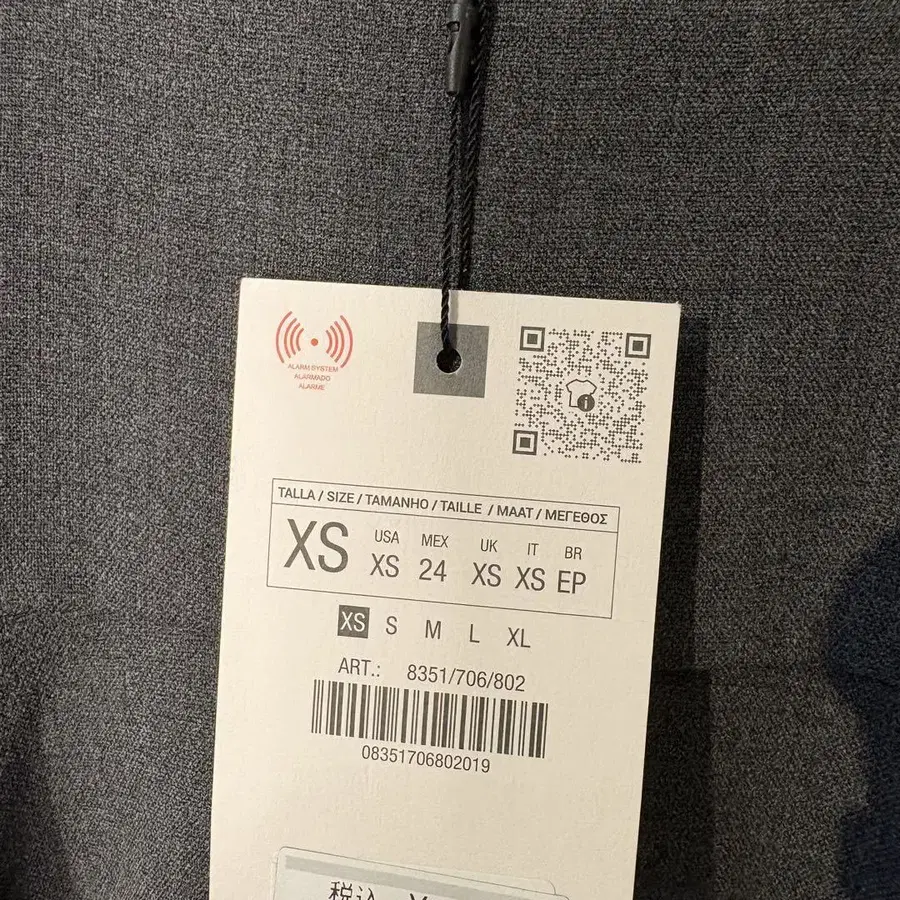 ALARM SYSTEM
ALARMADO
ALARME
TALLA / SIZE / TAMANHO / TAILLE / MAAT / ΜΕΓΕΘΟΣ
USA MEX UK IT BR
XS XS 24 XS XS EP
XS S M L XL
ART.: 8351/706/802
08351706802019
税込